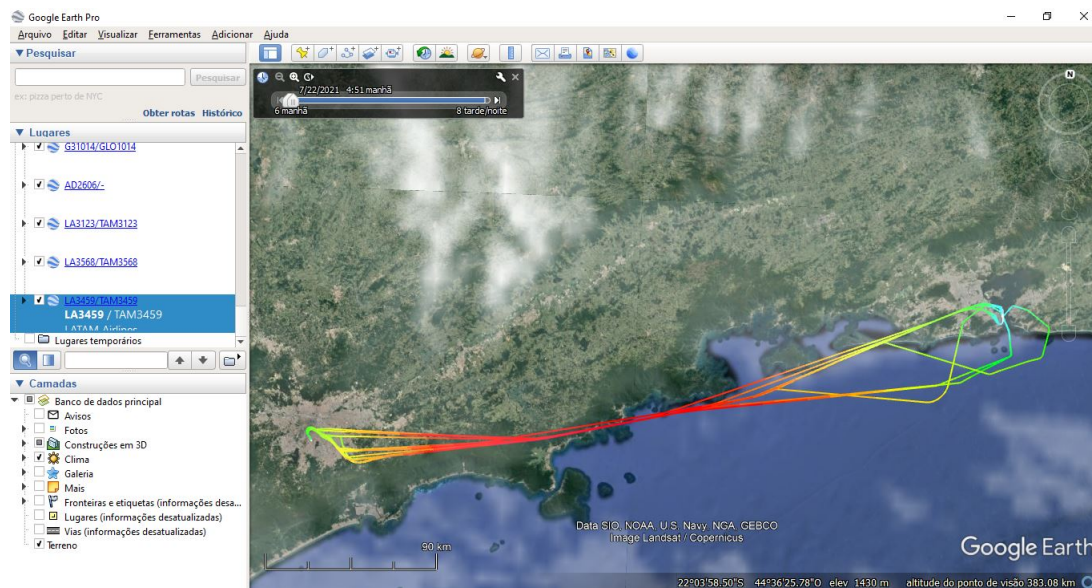 Google Earth Pro
Arquivo Editar Visualizar Ferramentas Adicionar Ajuda
Pesquisar
Pesquisar
ex: pizza perto de NYC
Obter rotas Histórico
Lugares
G31014/GLO1014
AD2606/-
LA3123/TAM3123
LA3568/TAM3568
LA3459/TAM3459
LA3459 / TAM3459
LATAM Airlines
Lugares temporários
Camadas
Banco de dados principal
Avisos
Fotos
Construções em 3D
Clima
Galeria
Mais
Fronteiras e etiquetas (informações desa...
Lugares (informações desatualizadas)
Vias (informações desatualizadas)
Terreno
7/22/2021 4:51 manhã
6 manhã 8 tarde/noite
N
90 km
Data SIO, NOAA, U.S. Navy, NGA, GEBCO
Image Landsat / Copernicus
Google Earth
22°03'58.50"S 44°36'25.78"O elev 1430 m altitude do ponto de visão 383.08 km